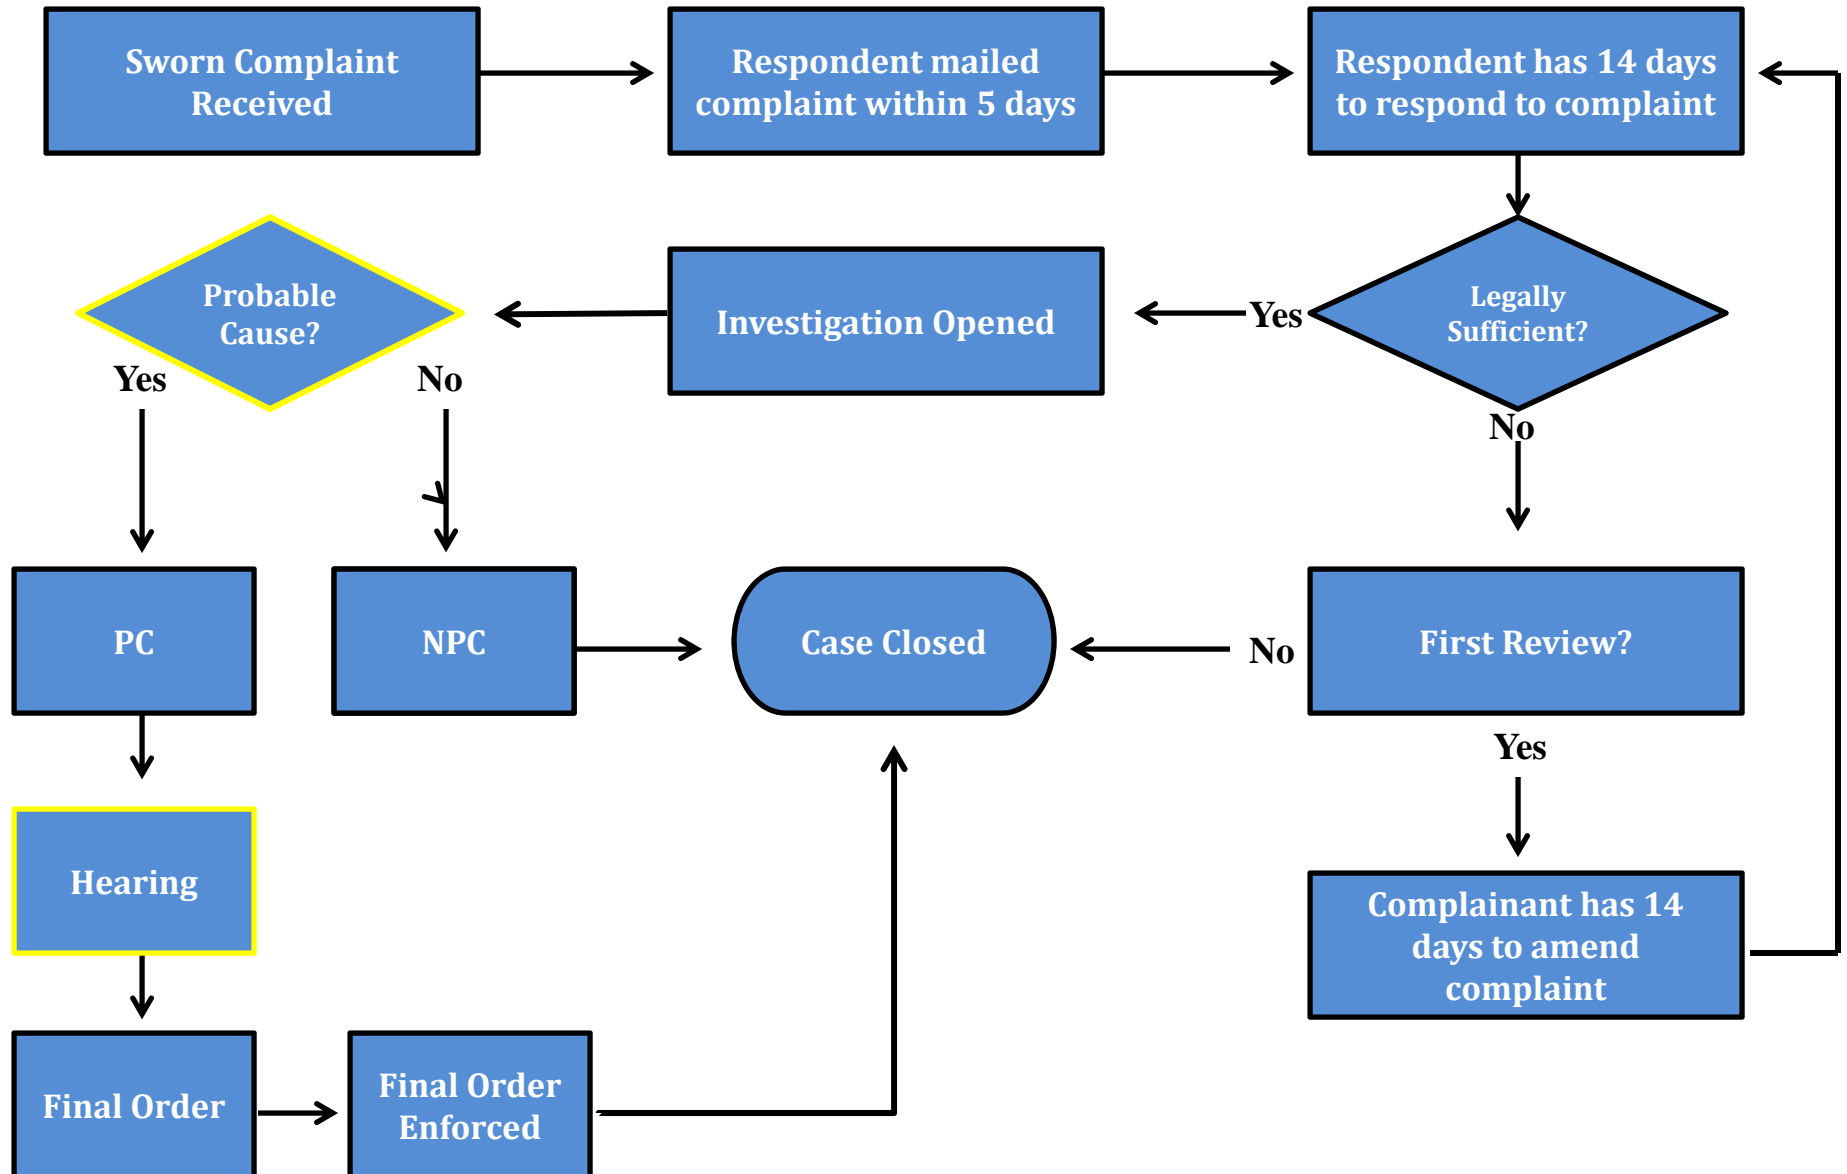 Sworn Complaint
Received
Respondent mailed
complaint within 5 days
Respondent has 14 days
to respond to complaint
Probable
Cause?
Investigation Opened
Yes
Legally
Sufficient?
Yes
No
No
PC
NPC
Case Closed
No
First Review?
Yes
Hearing
Complainant has 14
days to amend
complaint
Final Order
Final Order
Enforced